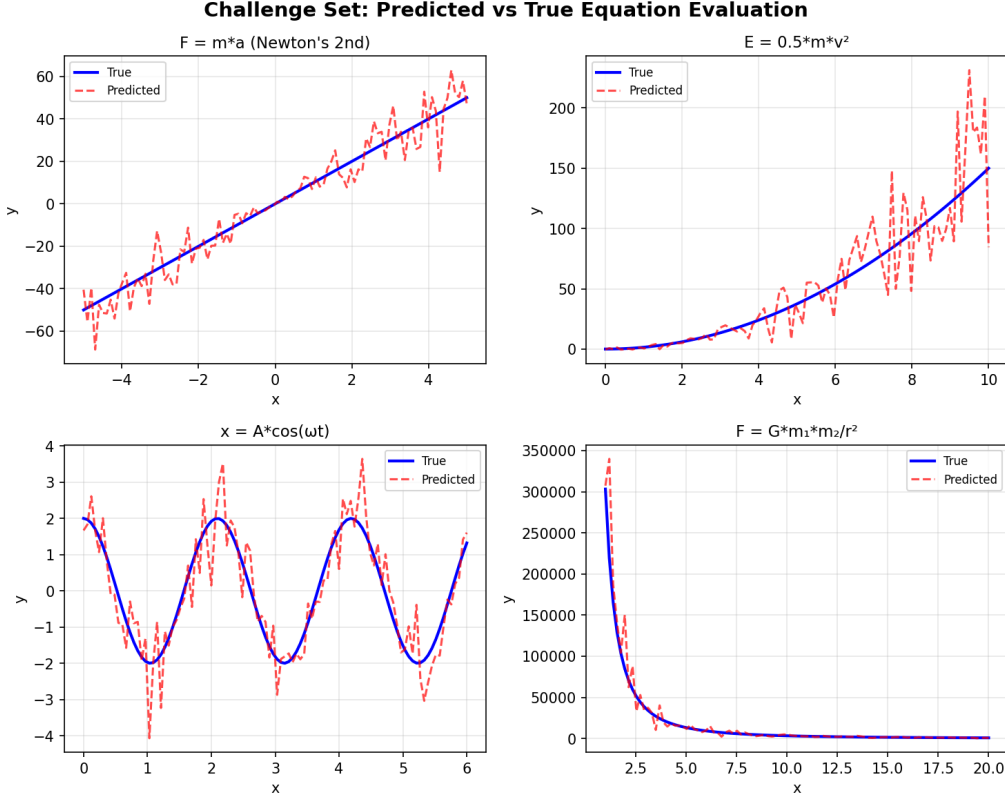 Challenge Set: Predicted vs True Equation Evaluation
F = m*a (Newton's 2nd)
True
Predicted
60
40
20
0
−20
−40
−60
y
−4
−2
0
2
4
x
E = 0.5*m*v²
True
Predicted
200
150
100
50
0
y
0
2
4
6
8
10
x
x = A*cos(ωt)
True
Predicted
4
3
2
1
0
−1
−2
−3
−4
y
0
1
2
3
4
5
6
x
F = G*m₁*m₂/r²
True
Predicted
350000
300000
250000
200000
150000
100000
50000
0
y
2.5
5.0
7.5
10.0
12.5
15.0
17.5
20.0
x